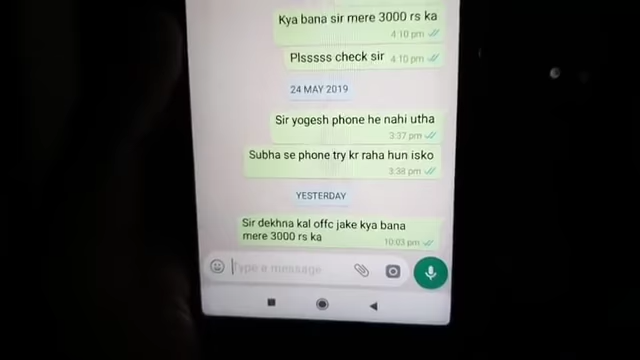 Kya bana sir mere 3000 rs ka
4:10 pm
Plsssss check sir
4:10 pm
24 MAY 2019
Sir yogesh phone he nahi utha
3:37 pm
Subha se phone try kr raha hun isko
3:38 pm
YESTERDAY
Sir dekhna kal offc jake kya bana
mere 3000 rs ka
10:03 pm
Type a message